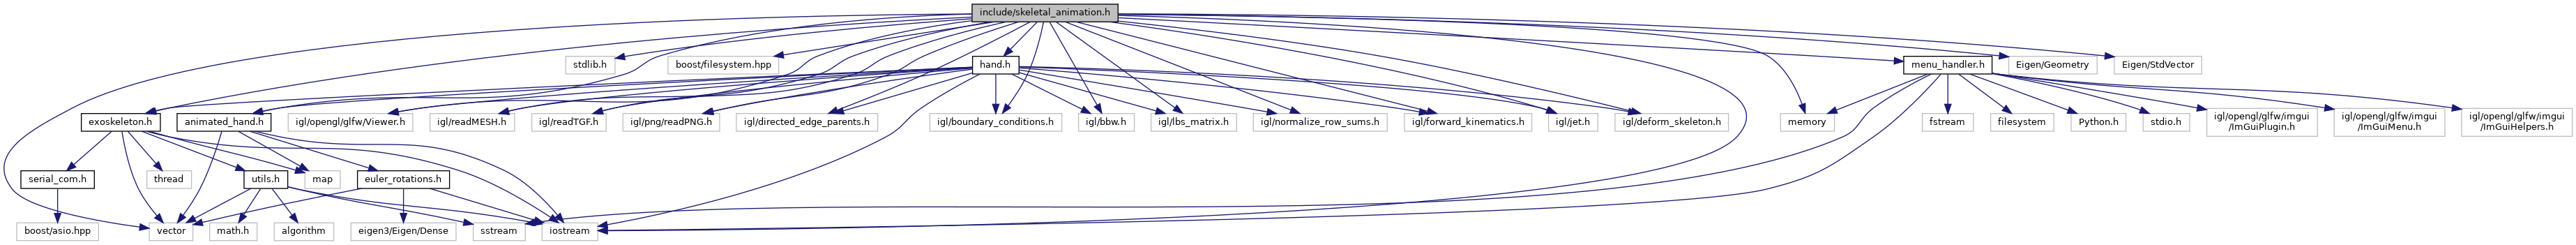 include/skeletal_animation.h
stdlib.h
boost/filesystem.hpp
hand.h
menu_handler.h
Eigen/Geometry
Eigen/StdVector
exoskeleton.h
animated_hand.h
igl/opengl/glfw/Viewer.h
igl/readMESH.h
igl/readTGF.h
igl/png/readPNG.h
igl/directed_edge_parents.h
igl/boundary_conditions.h
igl/bbw.h
igl/lbs_matrix.h
igl/normalize_row_sums.h
igl/forward_kinematics.h
igl/jet.h
igl/deform_skeleton.h
memory
fstream
filesystem
Python.h
stdio.h
igl/opengl/glfw/imgui
/ImGuiPlugin.h
igl/opengl/glfw/imgui
/ImGuiMenu.h
igl/opengl/glfw/imgui
/ImGuiHelpers.h
serial_com.h
thread
utils.h
map
euler_rotations.h
boost/asio.hpp
vector
math.h
algorithm
eigen3/Eigen/Dense
sstream
iostream